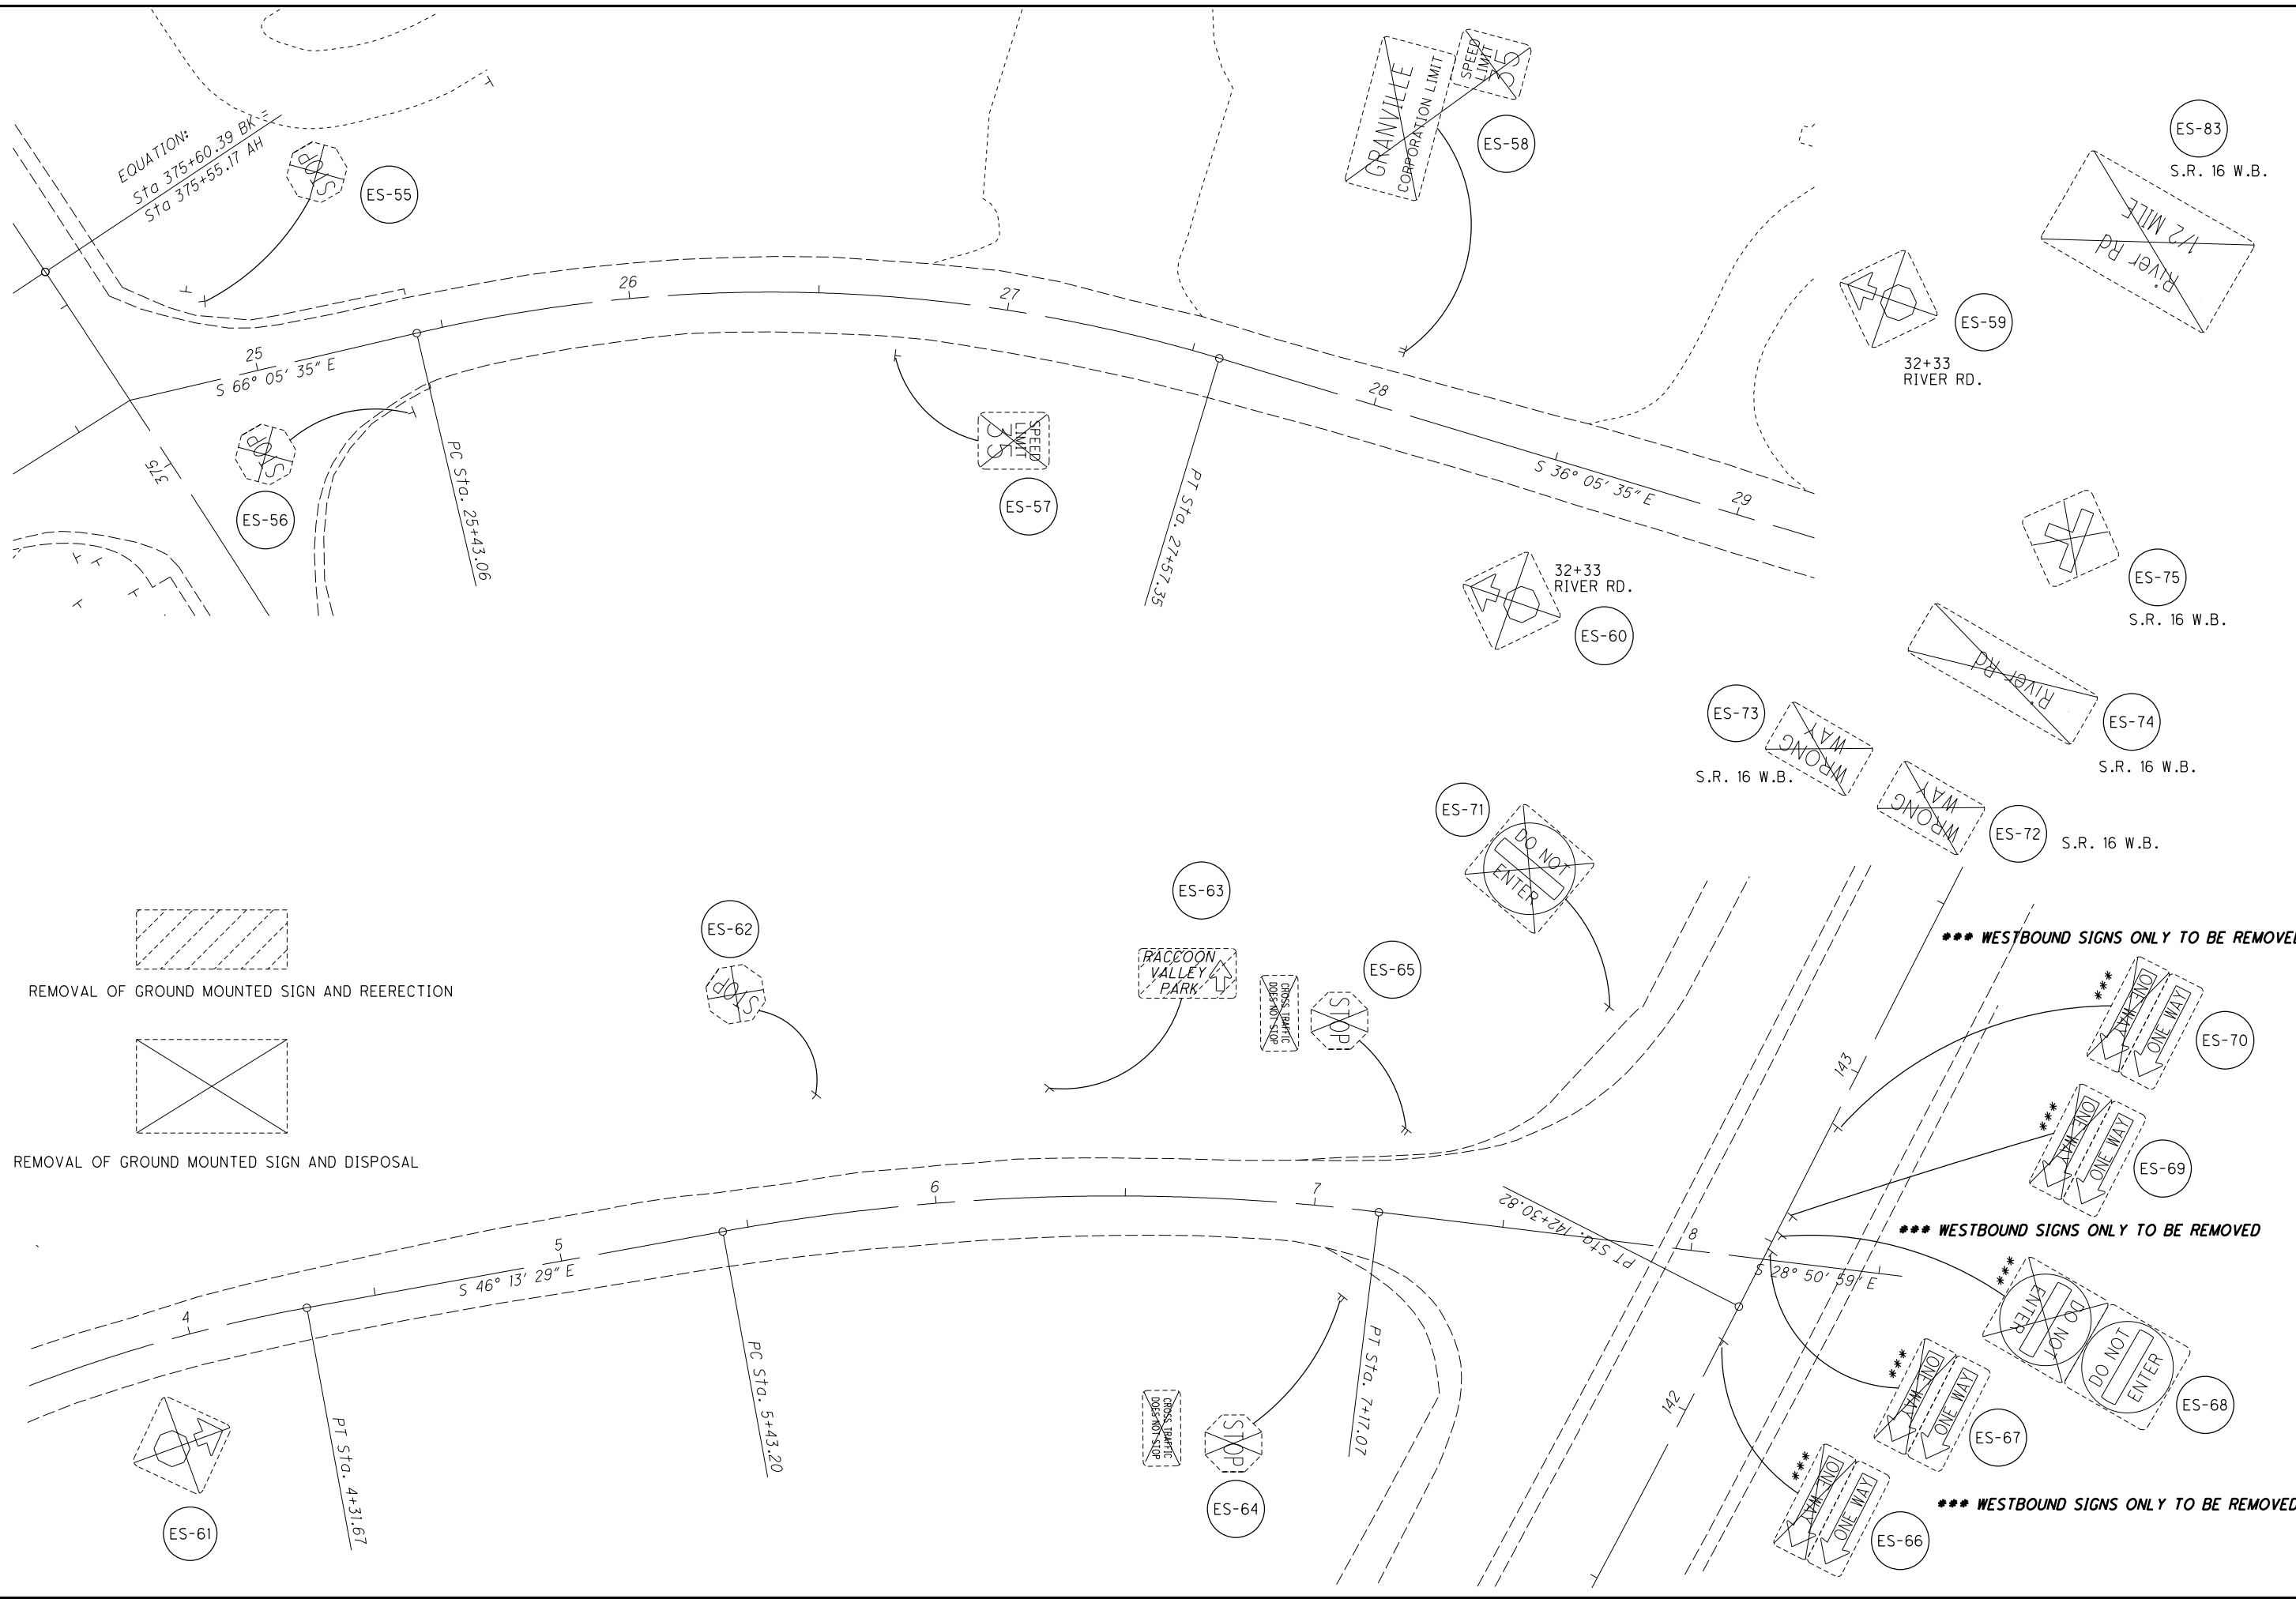 EQUATION:
Sta 375+60.39 BK =
Sta 375+55.17 AH
STOP
ES-55
GRANVILLE
CORPORATION LIMIT
SPEED
LIMIT
35
ES-58
ES-83
S.R. 16 W.B.
River Rd
1/2 MILE
ES-59
32+33
RIVER RD.
25
26
27
28
29
S 66° 05' 35" E
STOP
ES-56
375
PC Sta. 25+43.06
SPEED
LIMIT
35
ES-57
PT Sta. 27+57.35
S 36° 05' 35" E
32+33
RIVER RD.
ES-60
ES-75
S.R. 16 W.B.
River Rd
ES-74
S.R. 16 W.B.
ES-73
WRONG
WAY
S.R. 16 W.B.
WRONG
WAY
ES-72
S.R. 16 W.B.
ES-71
DO NOT
ENTER
ES-62
STOP
ES-63
RACCOON
VALLEY
PARK
ES-65
CROSS TRAFFIC
DOES NOT STOP
STOP
REMOVAL OF GROUND MOUNTED SIGN AND REERECTION
REMOVAL OF GROUND MOUNTED SIGN AND DISPOSAL
*** WESTBOUND SIGNS ONLY TO BE REMOVED
***
ONE WAY
ONE WAY
ES-70
143
***
ONE WAY
ONE WAY
ES-69
*** WESTBOUND SIGNS ONLY TO BE REMOVED
4
5
6
7
8
S 46° 13' 29" E
PT Sta. 142+30.82
S 28° 50' 59" E
***
DO NOT
ENTER
DO NOT
ENTER
ES-68
PT Sta. 4+31.67
PC Sta. 5+43.20
PT Sta. 7+17.07
ES-61
CROSS TRAFFIC
DOES NOT STOP
STOP
ES-64
142
***
ONE WAY
ONE WAY
ES-67
***
ONE WAY
ONE WAY
ES-66
*** WESTBOUND SIGNS ONLY TO BE REMOVED